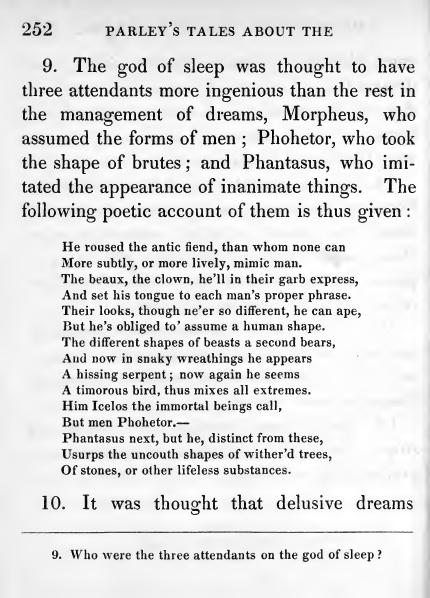 252 PARLEY'S TALES ABOUT THE
9. The god of sleep was thought to have
three attendants more ingenious than the rest in
the management of dreams, Morpheus, who
assumed the forms of men ; Phohetor, who took
the shape of brutes ; and Phantasus, who imi-
tated the appearance of inanimate things. The
following poetic account of them is thus given :
He roused the antic fiend, than whom none can
More subtly, or more lively, mimic man.
The beaux, the clown, he'll in their garb express,
And set his tongue to each man's proper phrase.
Their looks, though ne'er so different, he can ape,
But he's obliged to' assume a human shape.
The different shapes of beasts a second bears,
And now in snaky wreathings he appears
A hissing serpent ; now again he seems
A timorous bird, thus mixes all extremes.
Him Icelos the immortal beings call,
But men Phohetor.—
Phantasus next, but he, distinct from these,
Usurps the uncouth shapes of wither'd trees,
Of stones, or other lifeless substances.
10. It was thought that delusive dreams
9. Who were the three attendants on the god of sleep ?